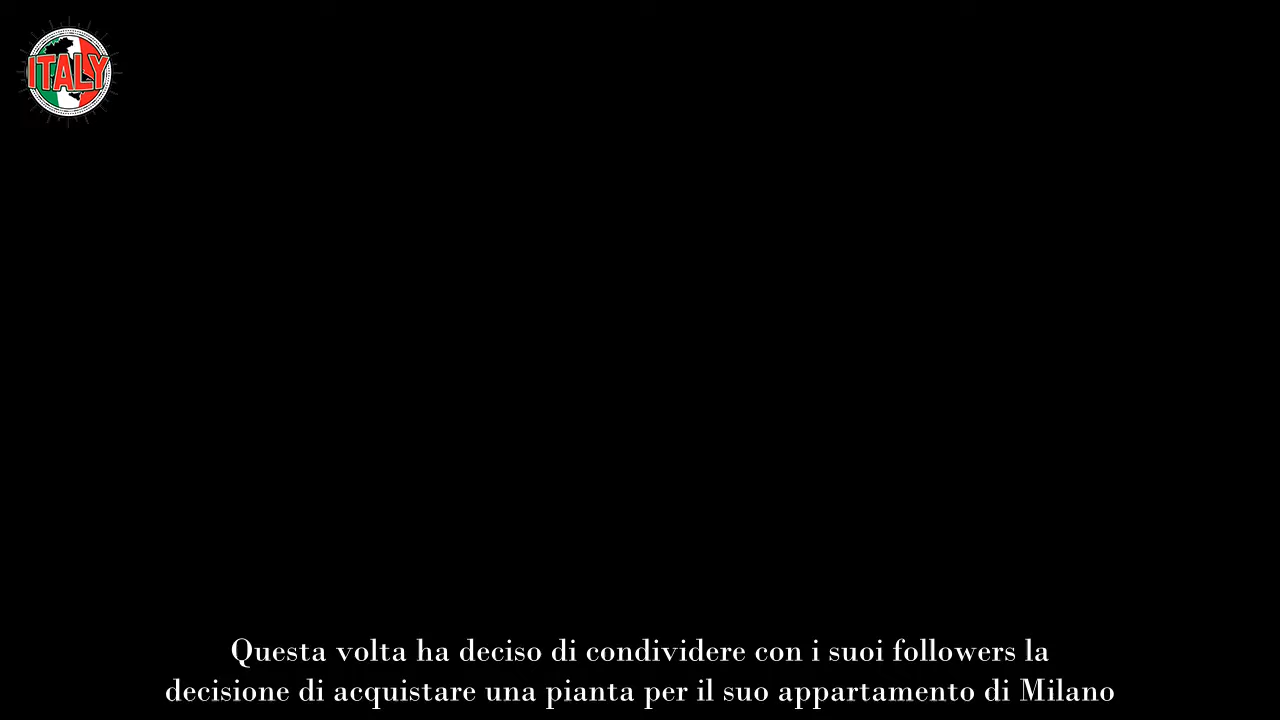 ITALY
Questa volta ha deciso di condividere con i suoi followers la
decisione di acquistare una pianta per il suo appartamento di Milano